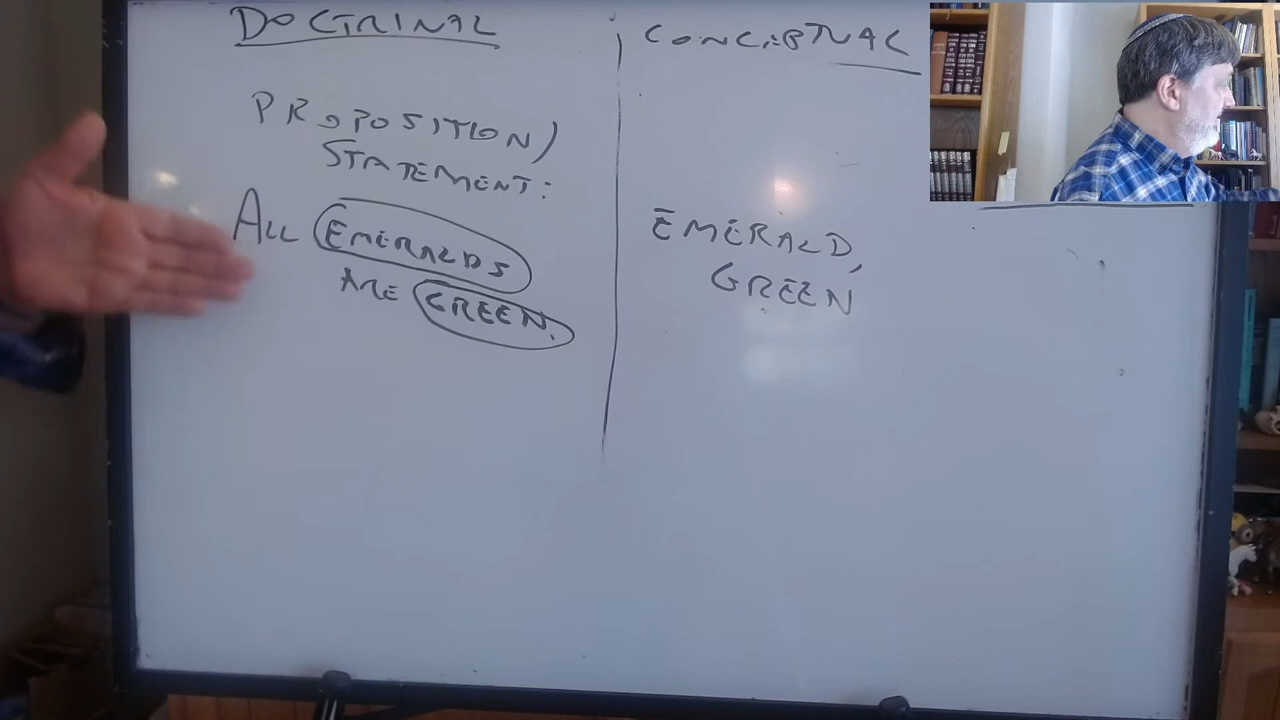 DOCTRINAL
PROPOSITION/
STATEMENT:
ALL EMERALDS
ARE GREEN.
CONCEPTUAL
EMERALD,
GREEN